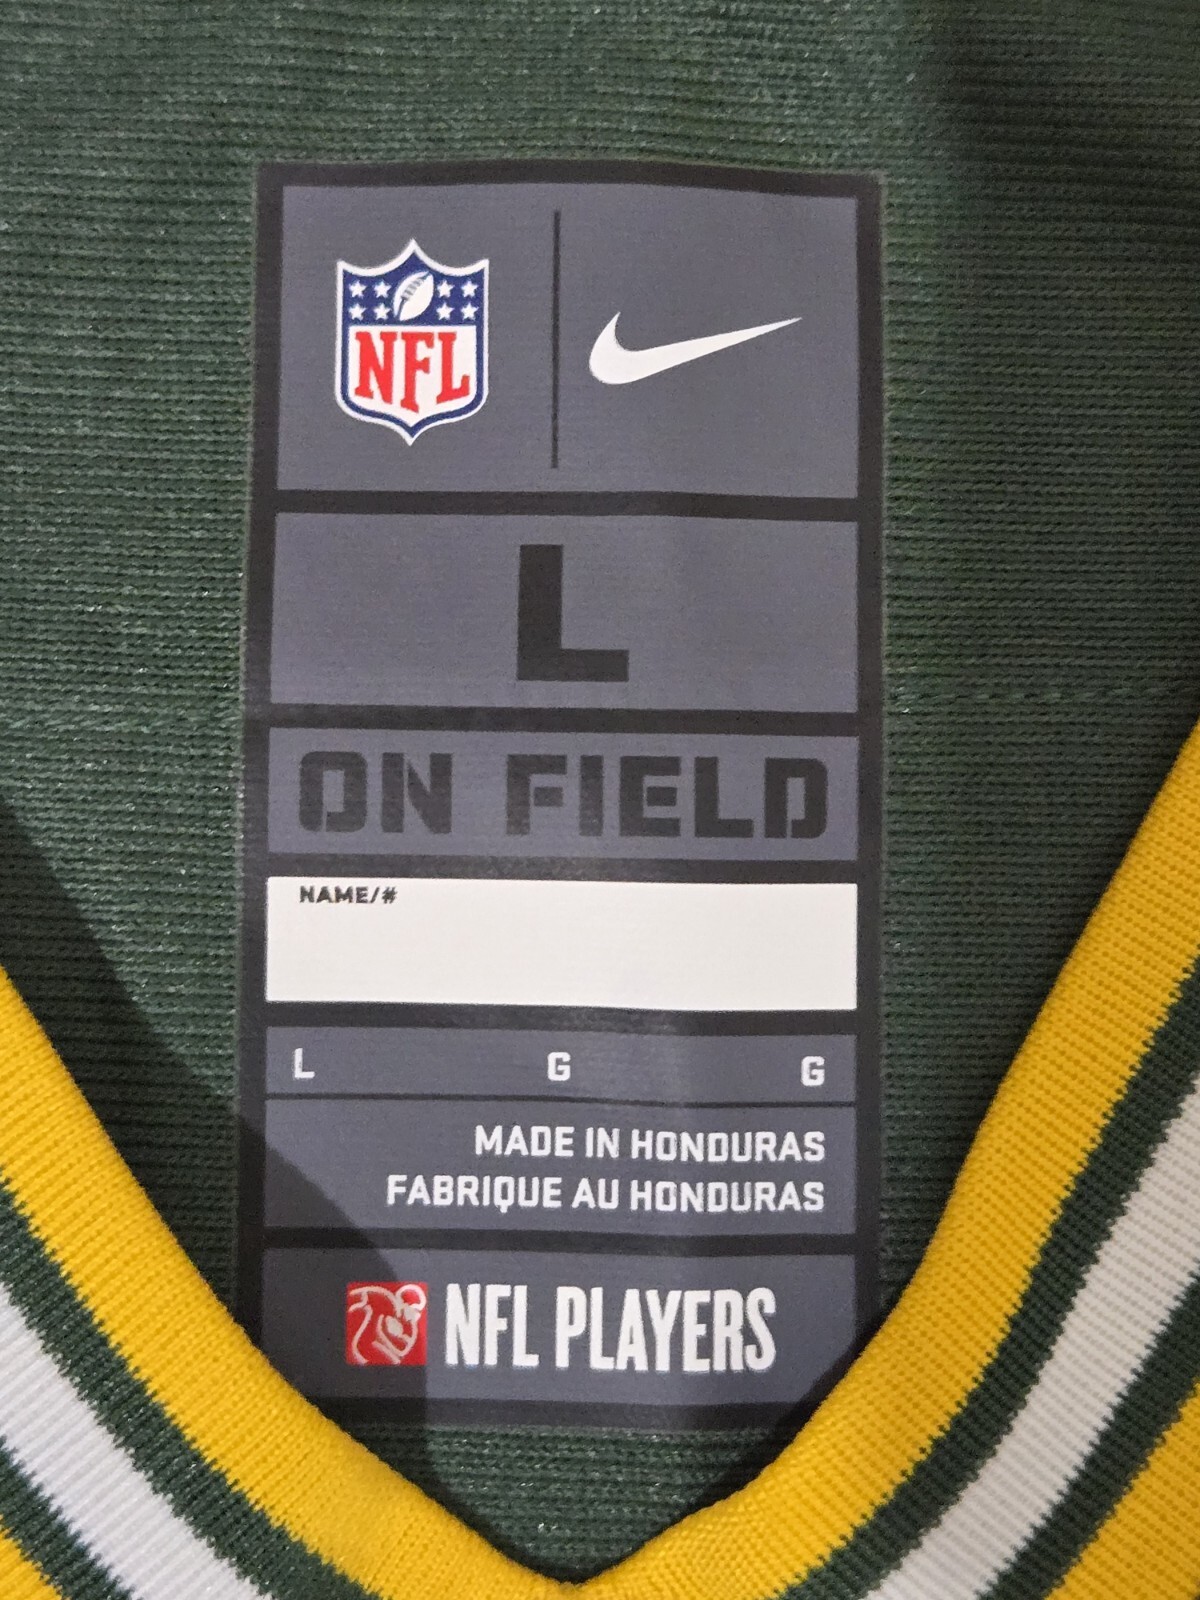 NFL
L
ON FIELD
NAME/#
L G G
MADE IN HONDURAS
FABRIQUE AU HONDURAS
NFL PLAYERS